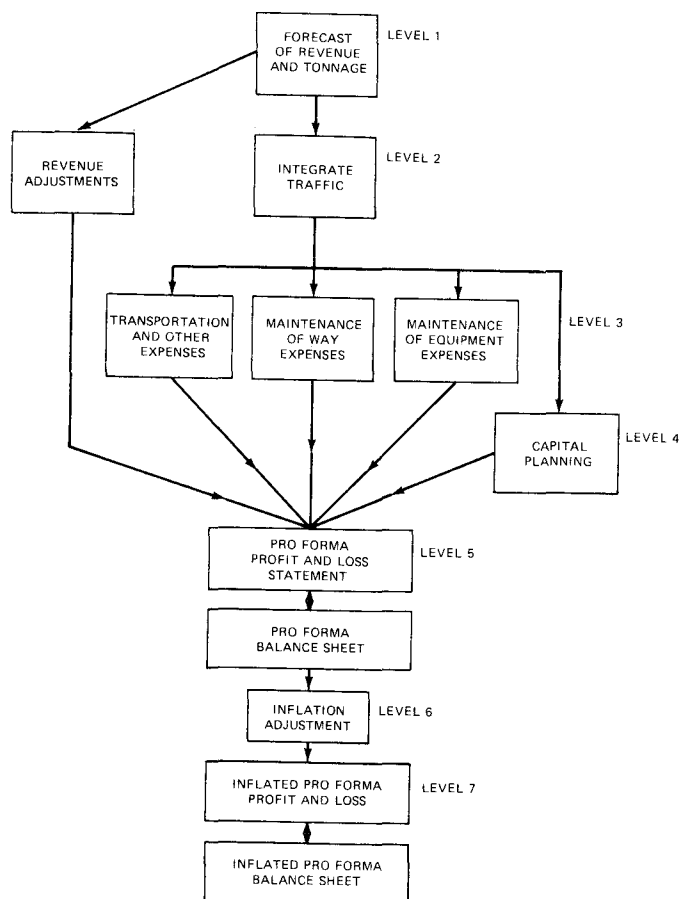 FORECAST
OF REVENUE
AND TONNAGE
LEVEL 1
REVENUE
ADJUSTMENTS
INTEGRATE
TRAFFIC
LEVEL 2
TRANSPORTATION
AND OTHER
EXPENSES
MAINTENANCE
OF WAY
EXPENSES
MAINTENANCE
OF EQUIPMENT
EXPENSES
LEVEL 3
CAPITAL
PLANNING
LEVEL 4
PRO FORMA
PROFIT AND LOSS
STATEMENT
LEVEL 5
PRO FORMA
BALANCE SHEET
INFLATION
ADJUSTMENT
LEVEL 6
INFLATED PRO FORMA
PROFIT AND LOSS
LEVEL 7
INFLATED PRO FORMA
BALANCE SHEET